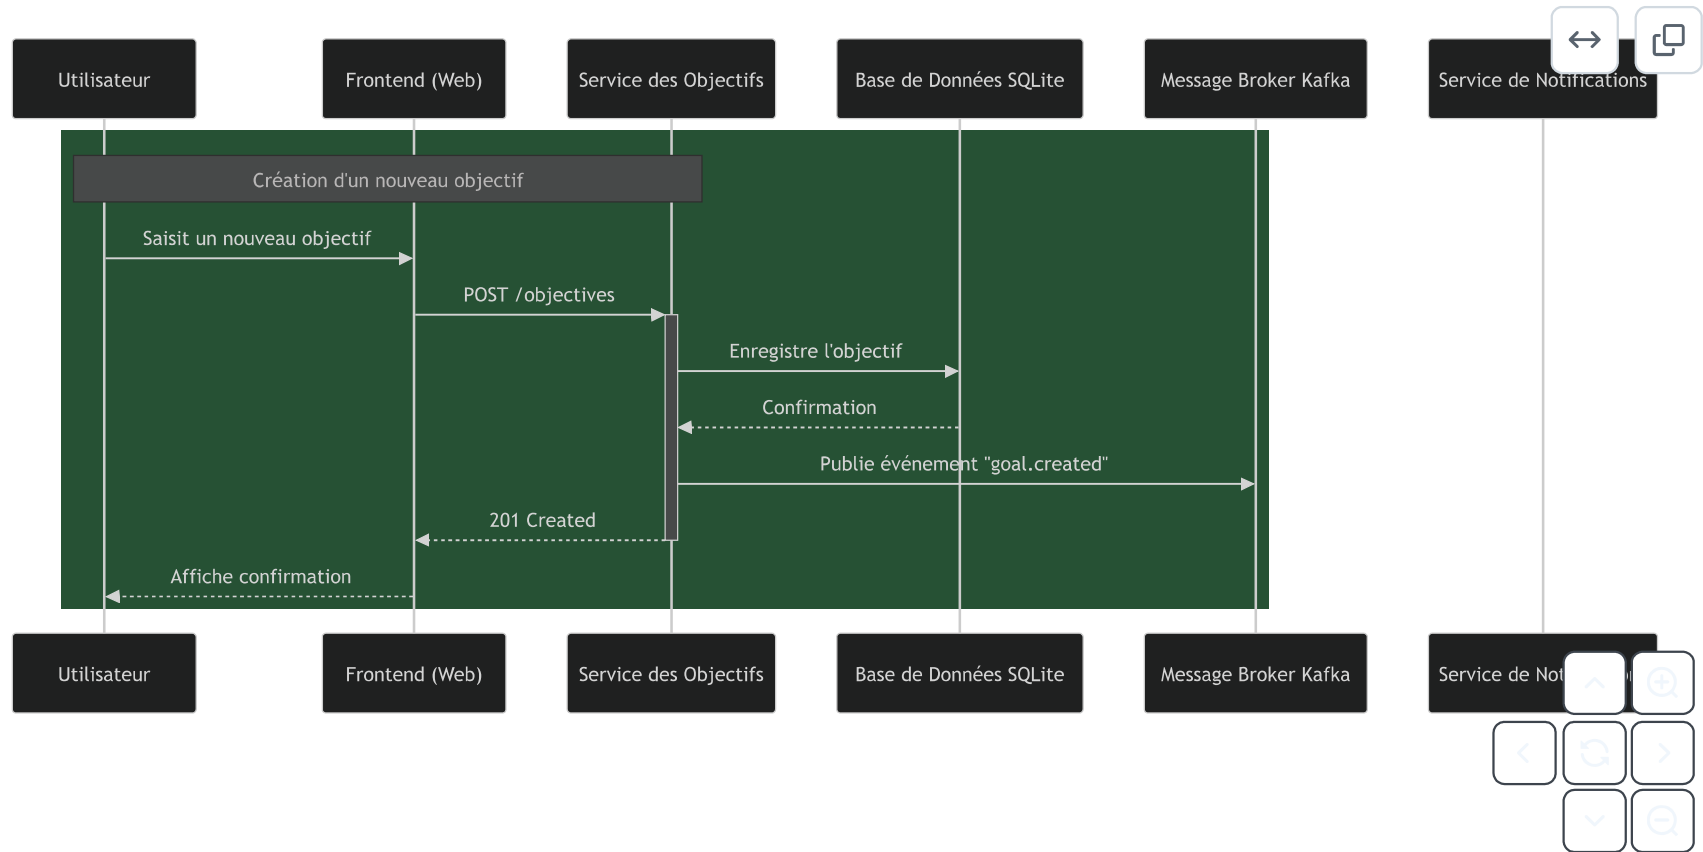 Utilisateur
Frontend (Web)
Service des Objectifs
Base de Données SQLite
Message Broker Kafka
Service de Notifications
Création d'un nouveau objectif
Saisit un nouveau objectif
POST /objectives
Enregistre l'objectif
Confirmation
Publie événement "goal.created"
201 Created
Affiche confirmation
Utilisateur
Frontend (Web)
Service des Objectifs
Base de Données SQLite
Message Broker Kafka
Service de